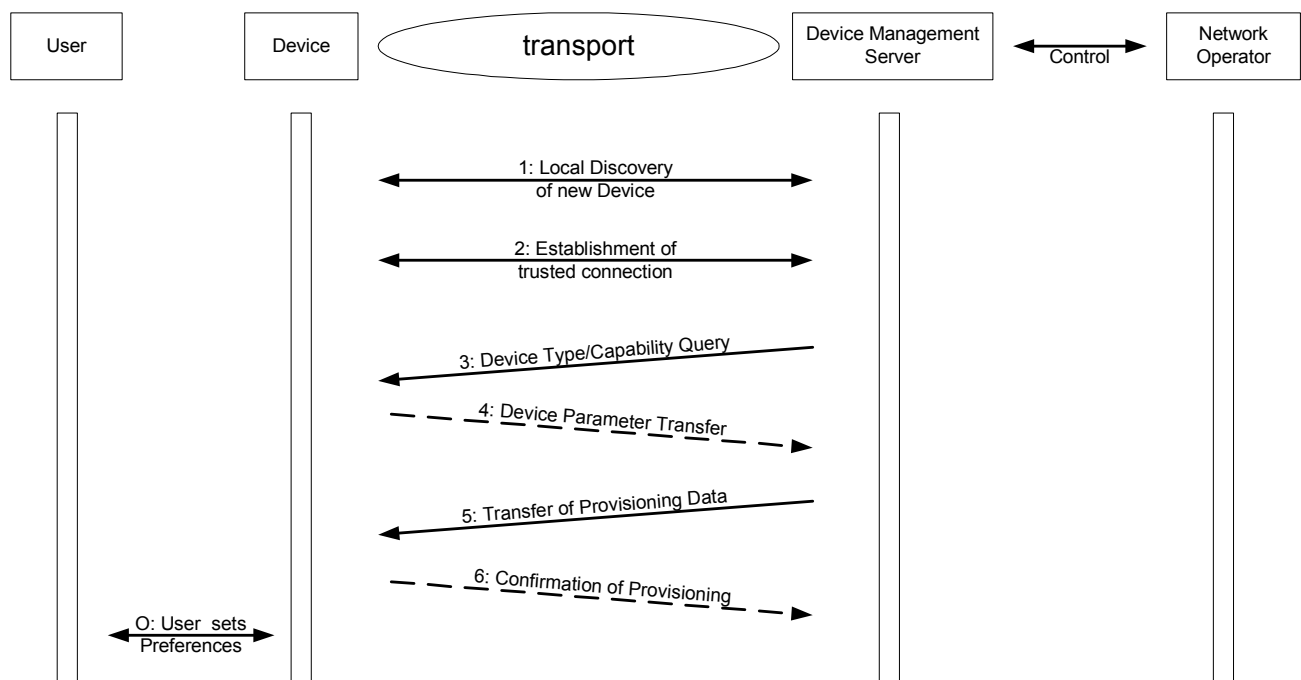 User
Device
transport
Device Management
Server
Control
Network
Operator
1: Local Discovery
of new Device
2: Establishment of
trusted connection
3: Device Type/Capability Query
4: Device Parameter Transfer
5: Transfer of Provisioning Data
6: Confirmation of Provisioning
O: User sets
Preferences